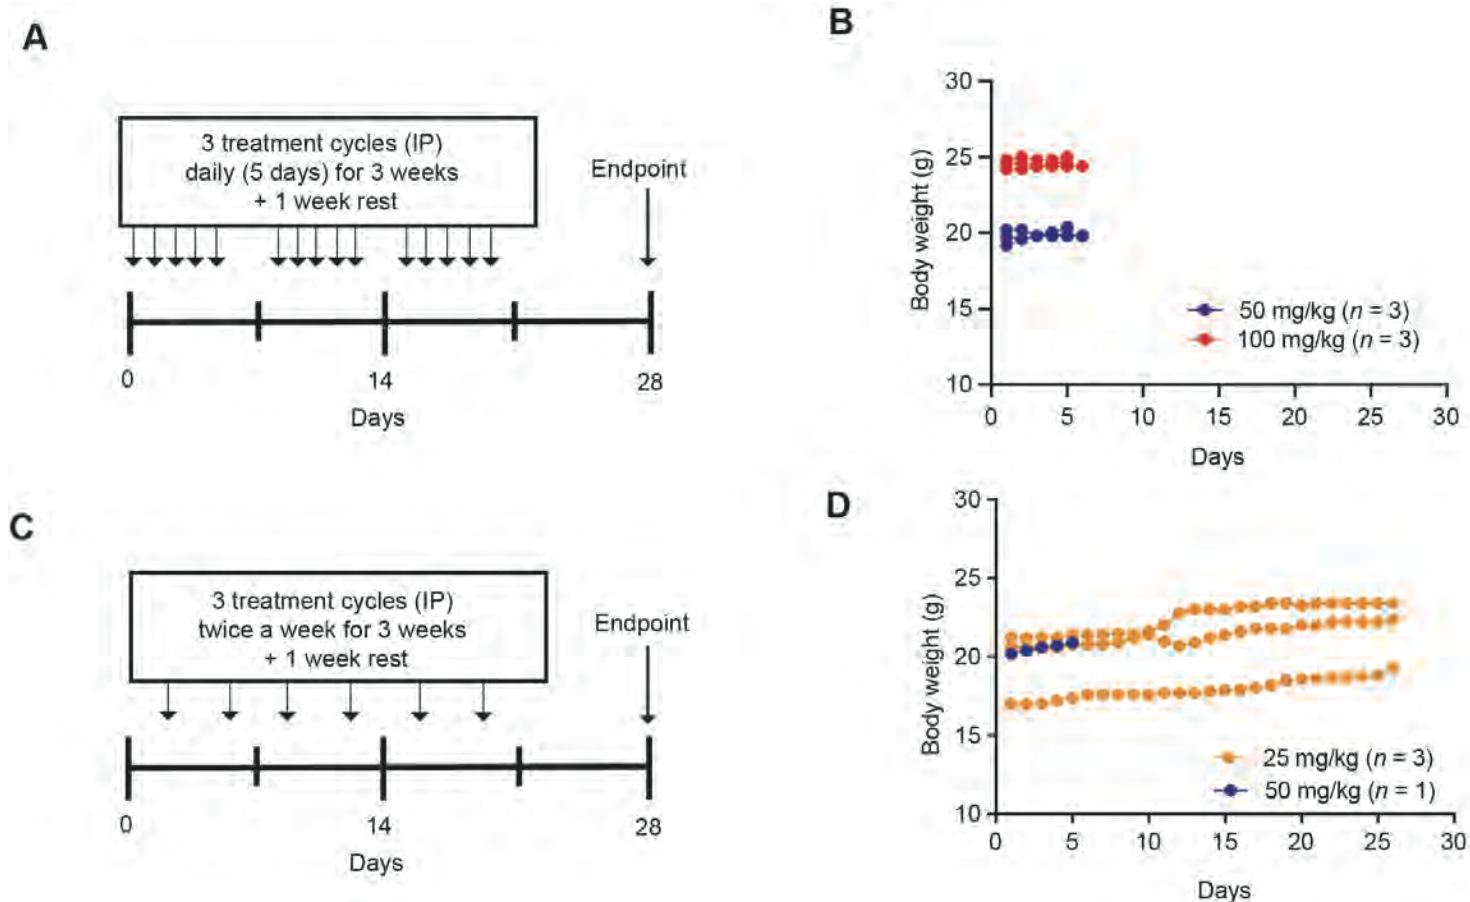 A
3 treatment cycles (IP)
daily (5 days) for 3 weeks
+ 1 week rest
Endpoint
0
14
28
Days
B
Body weight (g)
30
25
20
15
10
50 mg/kg (n = 3)
100 mg/kg (n = 3)
0 5 10 15 20 25 30
Days
C
3 treatment cycles (IP)
twice a week for 3 weeks
+ 1 week rest
Endpoint
0
14
28
Days
D
Body weight (g)
30
25
20
15
10
25 mg/kg (n = 3)
50 mg/kg (n = 1)
0 5 10 15 20 25 30
Days